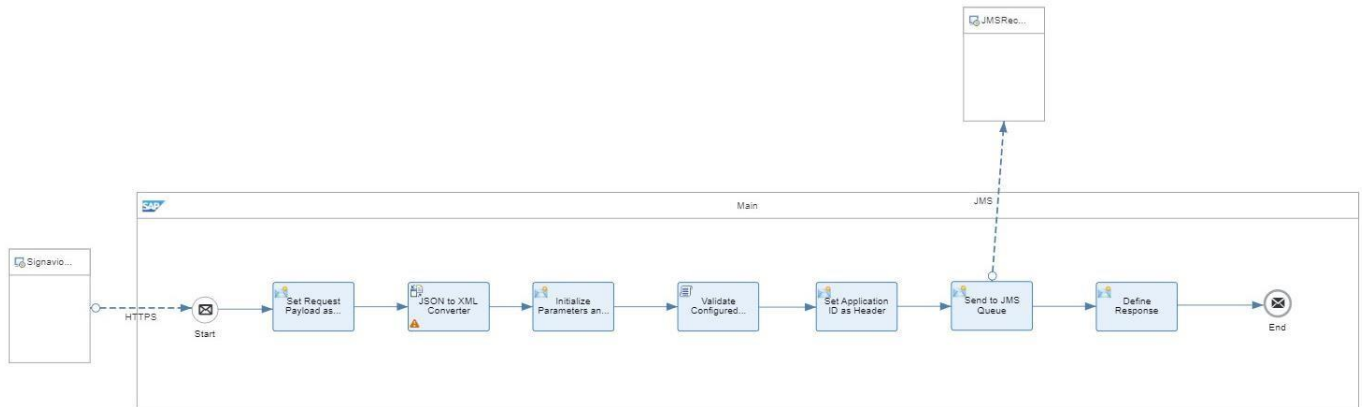 JMSRec...
SAP
Main
JMS
Signavio...
HTTPS
Start
Set Request
Payload as...
JSON to XML
Converter
Initialize
Parameters an...
Validate
Configured...
Set Application
ID as Header
Send to JMS
Queue
Define
Response
End